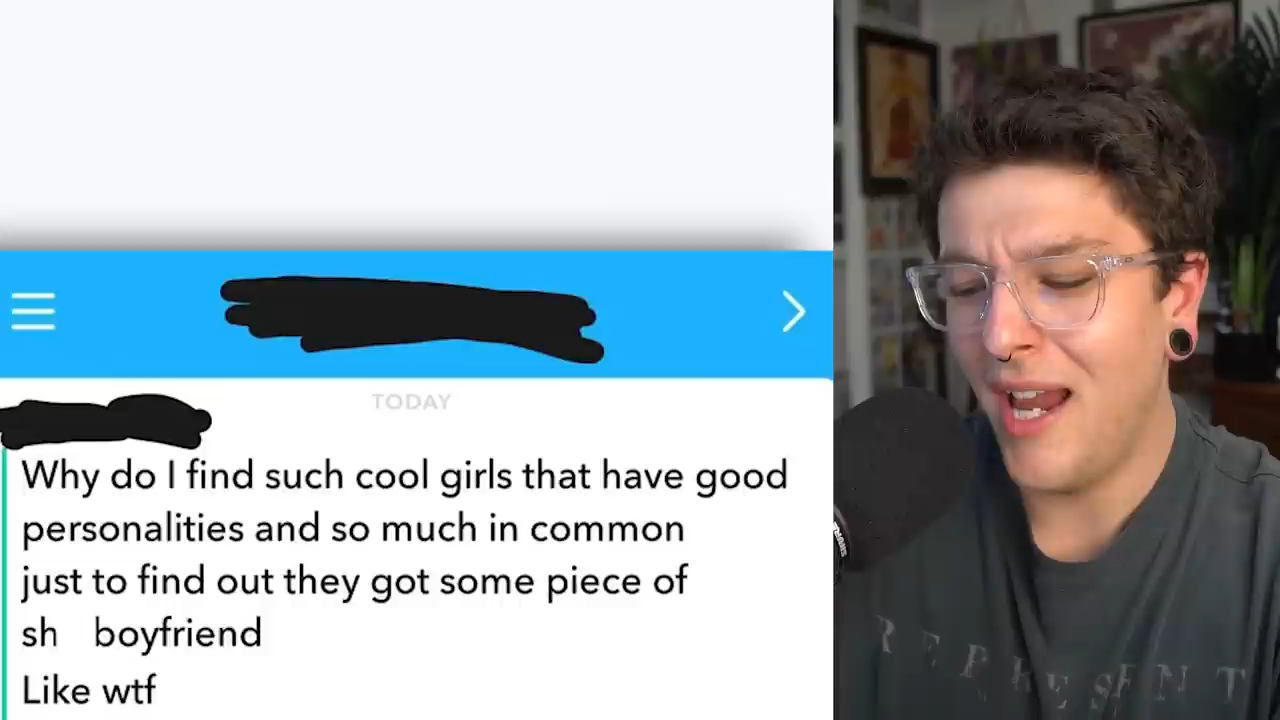 TODAY
Why do I find such cool girls that have good
personalities and so much in common
just to find out they got some piece of
sh boyfriend
Like wtf
REPRESENT